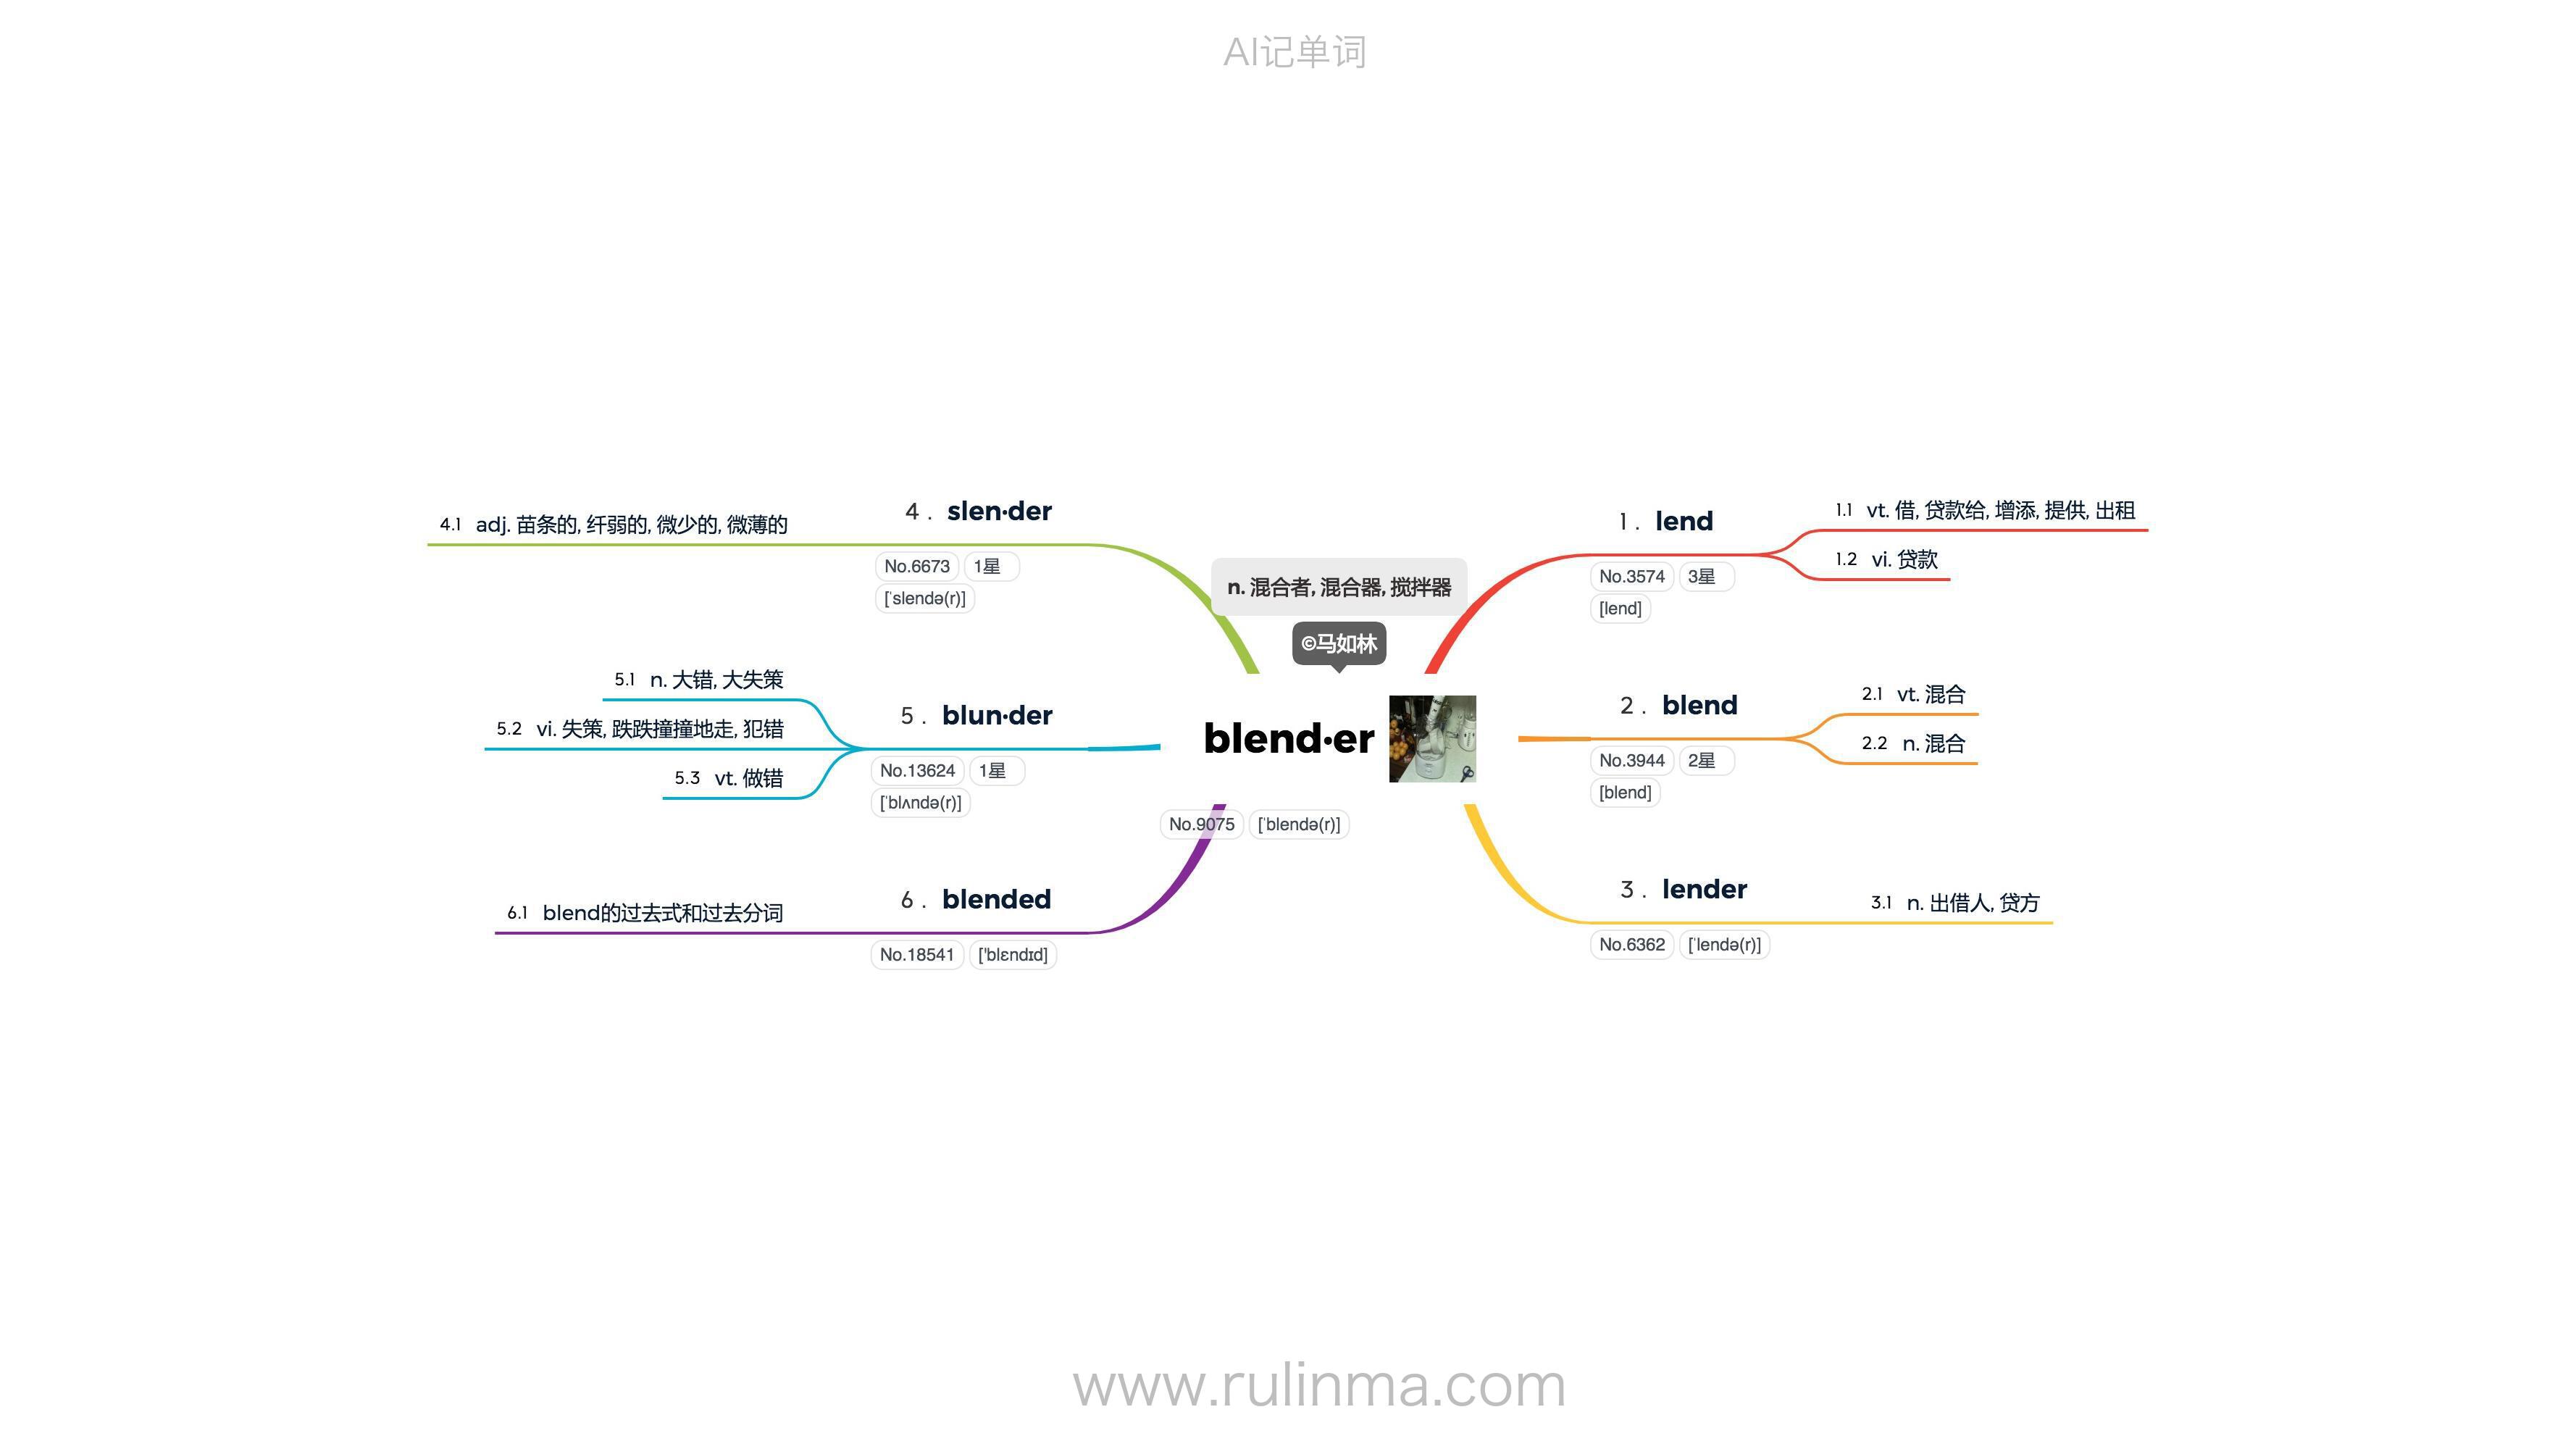 AI记单词
n. 混合者, 混合器, 搅拌器
©马如林
blend·er
No.9075 [ˈblendə(r)]
1 . lend
No.3574 3星
[lend]
1.1 vt. 借, 贷款给, 增添, 提供, 出租
1.2 vi. 贷款
2 . blend
No.3944 2星
[blend]
2.1 vt. 混合
2.2 n. 混合
3 . lender
No.6362 [ˈlendə(r)]
3.1 n. 出借人, 贷方
4 . slen·der
No.6673 1星
[ˈslendə(r)]
4.1 adj. 苗条的, 纤弱的, 微少的, 微薄的
5 . blun·der
No.13624 1星
[ˈblʌndə(r)]
5.1 n. 大错, 大失策
5.2 vi. 失策, 跌跌撞撞地走, 犯错
5.3 vt. 做错
6 . blended
No.18541 ['blɛndɪd]
6.1 blend的过去式和过去分词
www.rulinma.com